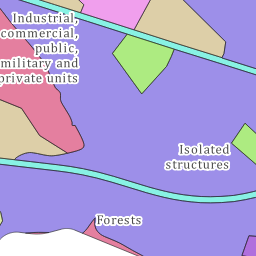 Industrial,
commercial,
public,
military and
private units
Isolated
structures
Forests